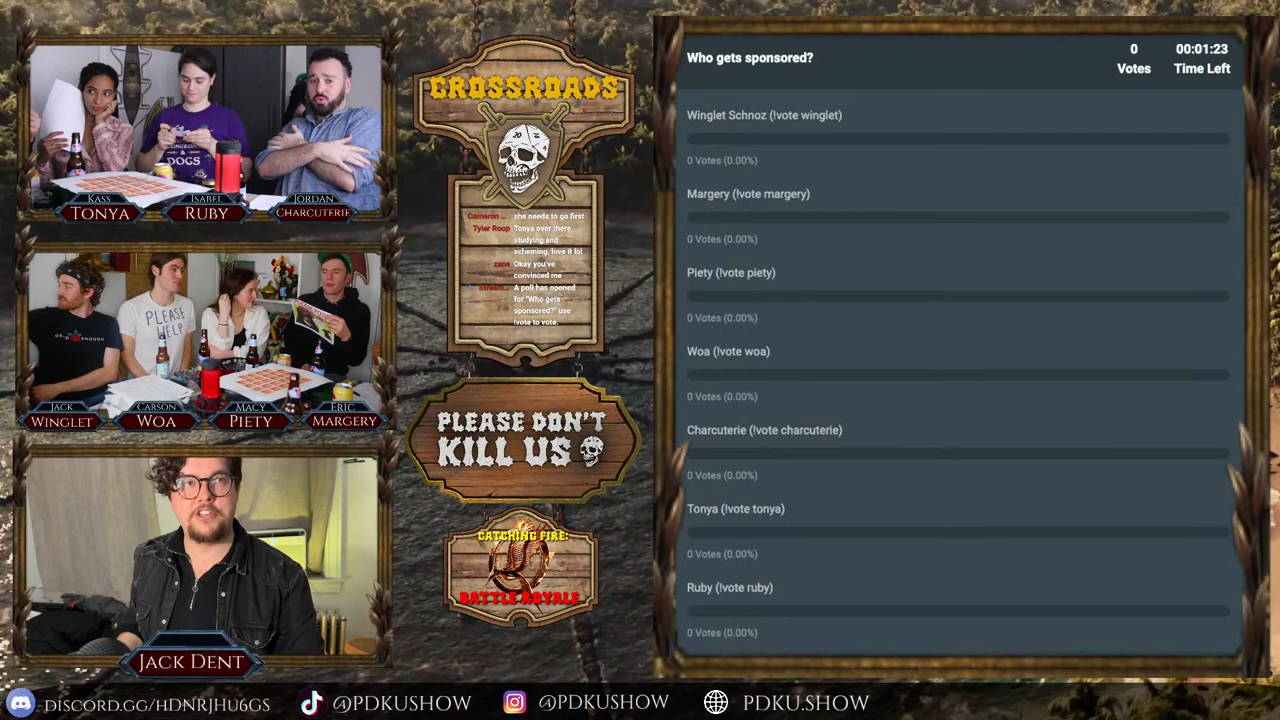 KASS
TONYA
ISABEL
RUBY
JORDAN
CHARCUTERIE
DOGS
JACK
WINGLET
CARSON
WOA
MACY
PIETY
ERIC
MARGERY
PLEASE
HELP
JACK DENT
CROSSROADS
20
Cameron ... she needs to go first
Tyler Roop Tonya over there
studying and
scheming, love it lol
zane Okay you've
convinced me
Stream... A poll has opened
for "Who gets
sponsored?" use
!vote to vote.
PLEASE DON'T
KILL US
CATCHING FIRE:
BATTLE ROYALE
Who gets sponsored?
0
Votes
00:01:23
Time Left
Winglet Schnoz (!vote winglet)
0 Votes (0.00%)
Margery (!vote margery)
0 Votes (0.00%)
Piety (!vote piety)
0 Votes (0.00%)
Woa (!vote woa)
0 Votes (0.00%)
Charcuterie (!vote charcuterie)
0 Votes (0.00%)
Tonya (!vote tonya)
0 Votes (0.00%)
Ruby (!vote ruby)
0 Votes (0.00%)
DISCORD.GG/HDNRJHU6GS
@PDKUSHOW
@PDKUSHOW
PDKU.SHOW